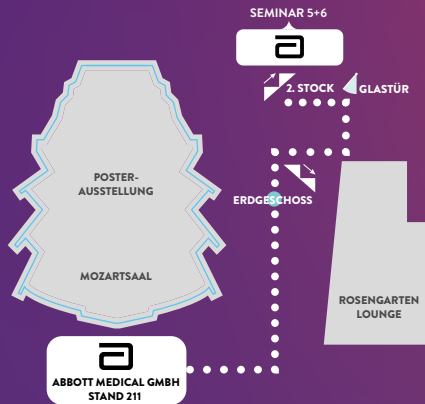 SEMINAR 5+6
2. STOCK
GLASTÜR
POSTER-
AUSSTELLUNG
ERDGESCHOSS
MOZARTSAAL
ROSENGARTEN
LOUNGE
ABBOTT MEDICAL GMBH
STAND 211